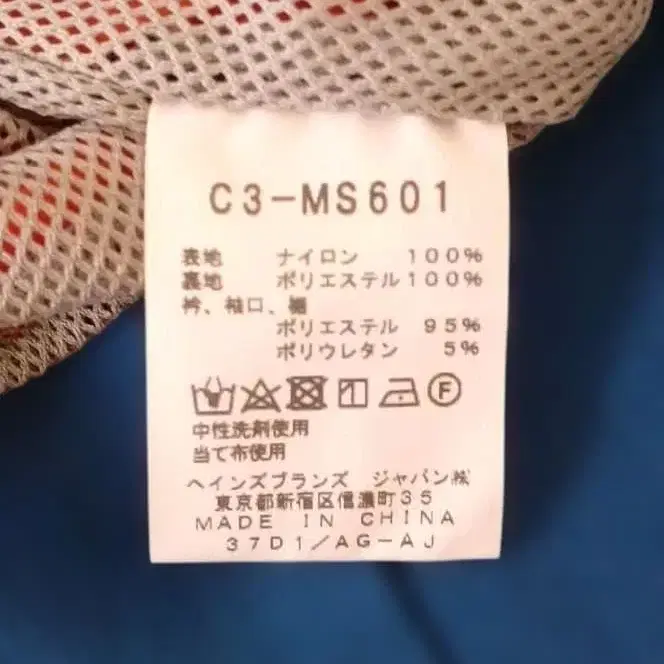 C3-MS601
表地 ナイロン 100%
裏地 ポリエステル 100%
衿、袖口、裾
ポリエステル 95%
ポリウレタン 5%
F
中性洗剤使用
当て布使用
ヘインズブランズ ジャパン㈱
東京都新宿区信濃町35
MADE IN CHINA
37D1/AG-AJ